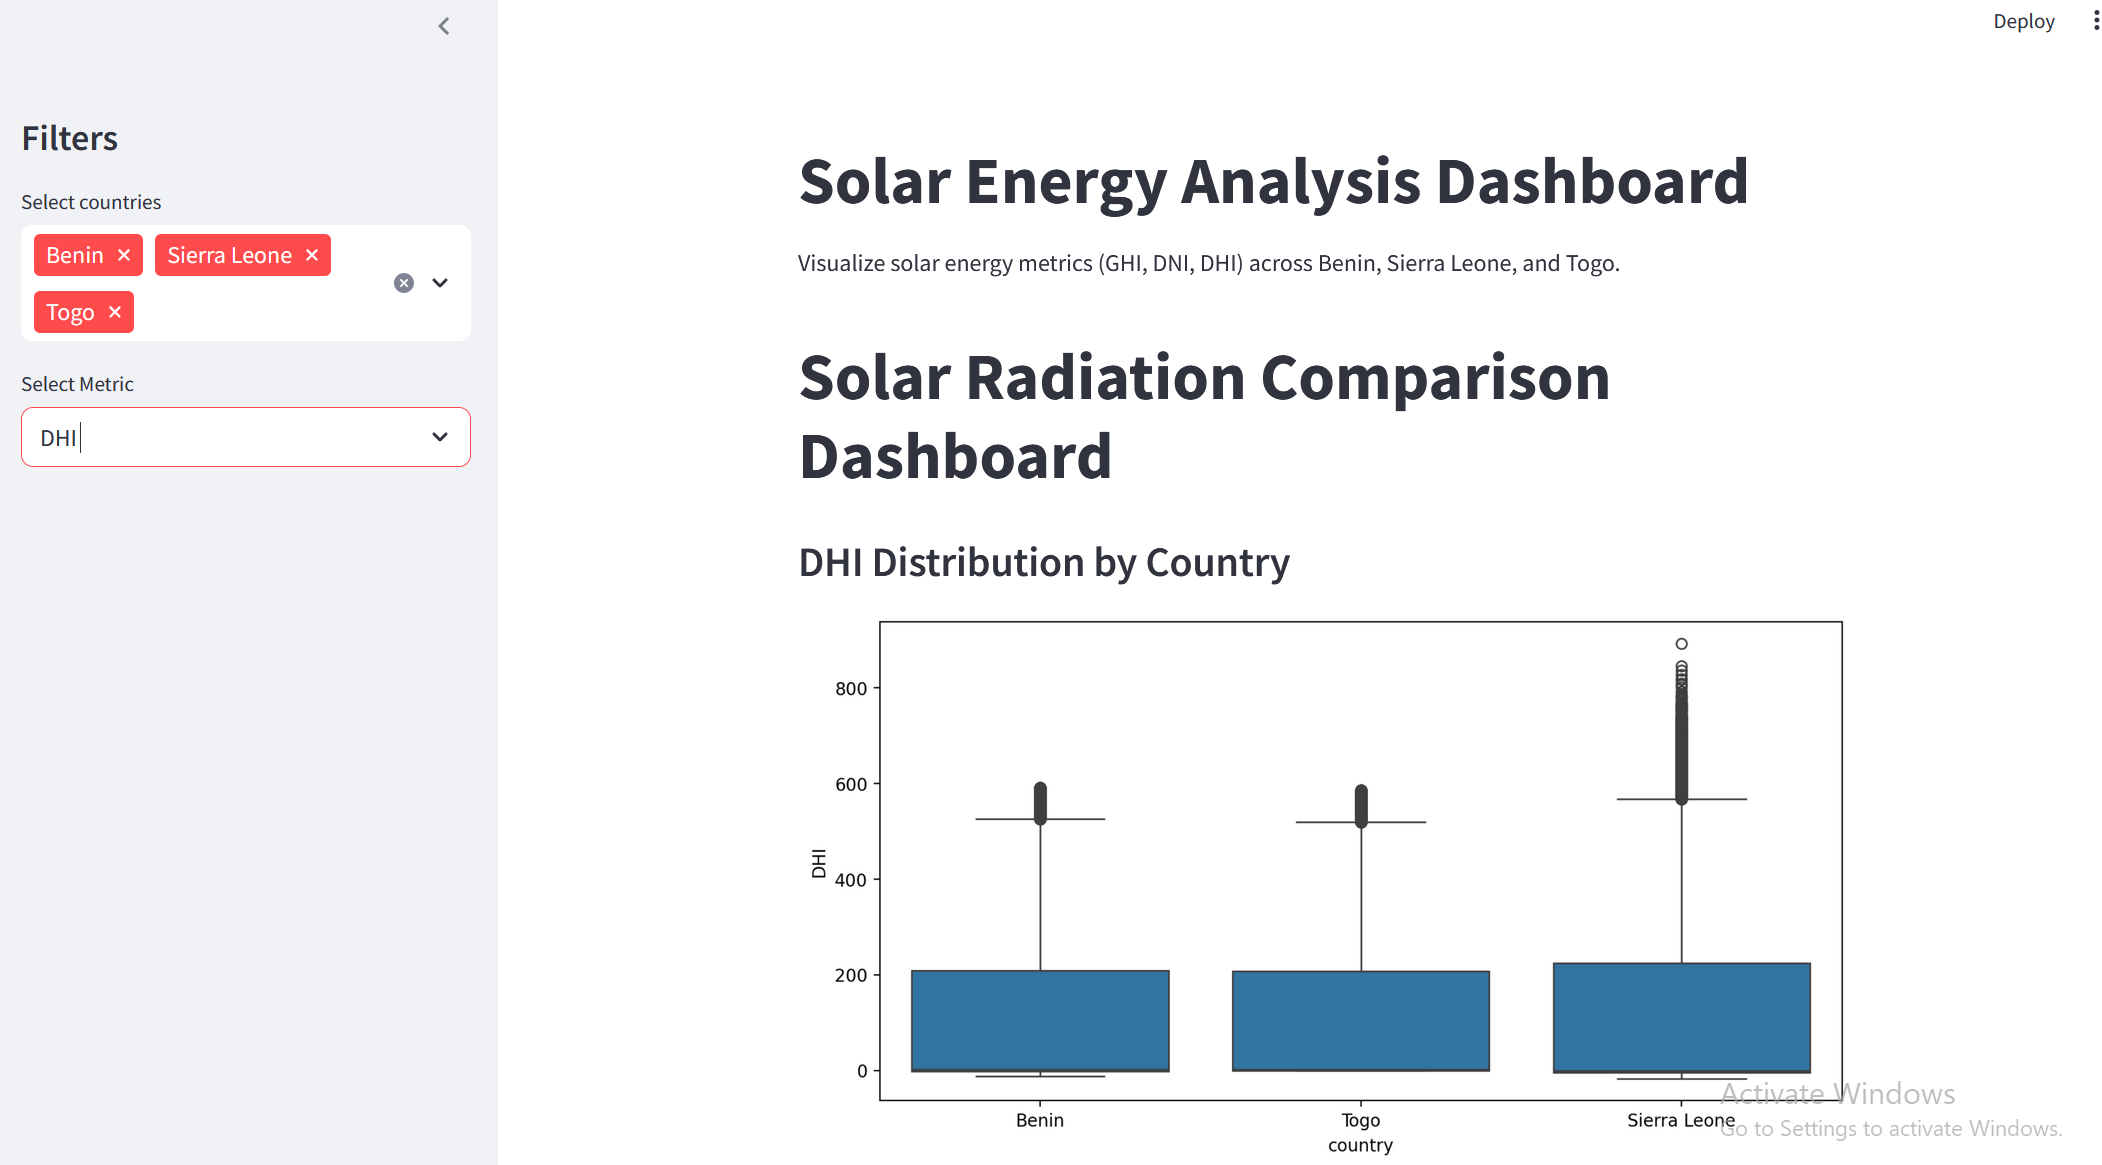 Deploy
Filters
Select countries
Benin
Sierra Leone
Togo
Select Metric
DHI
Solar Energy Analysis Dashboard
Visualize solar energy metrics (GHI, DNI, DHI) across Benin, Sierra Leone, and Togo.
Solar Radiation Comparison
Dashboard
DHI Distribution by Country
800
600
400
200
0
DHI
Benin
Togo
Sierra Leone
country
Activate Windows
Go to Settings to activate Windows.